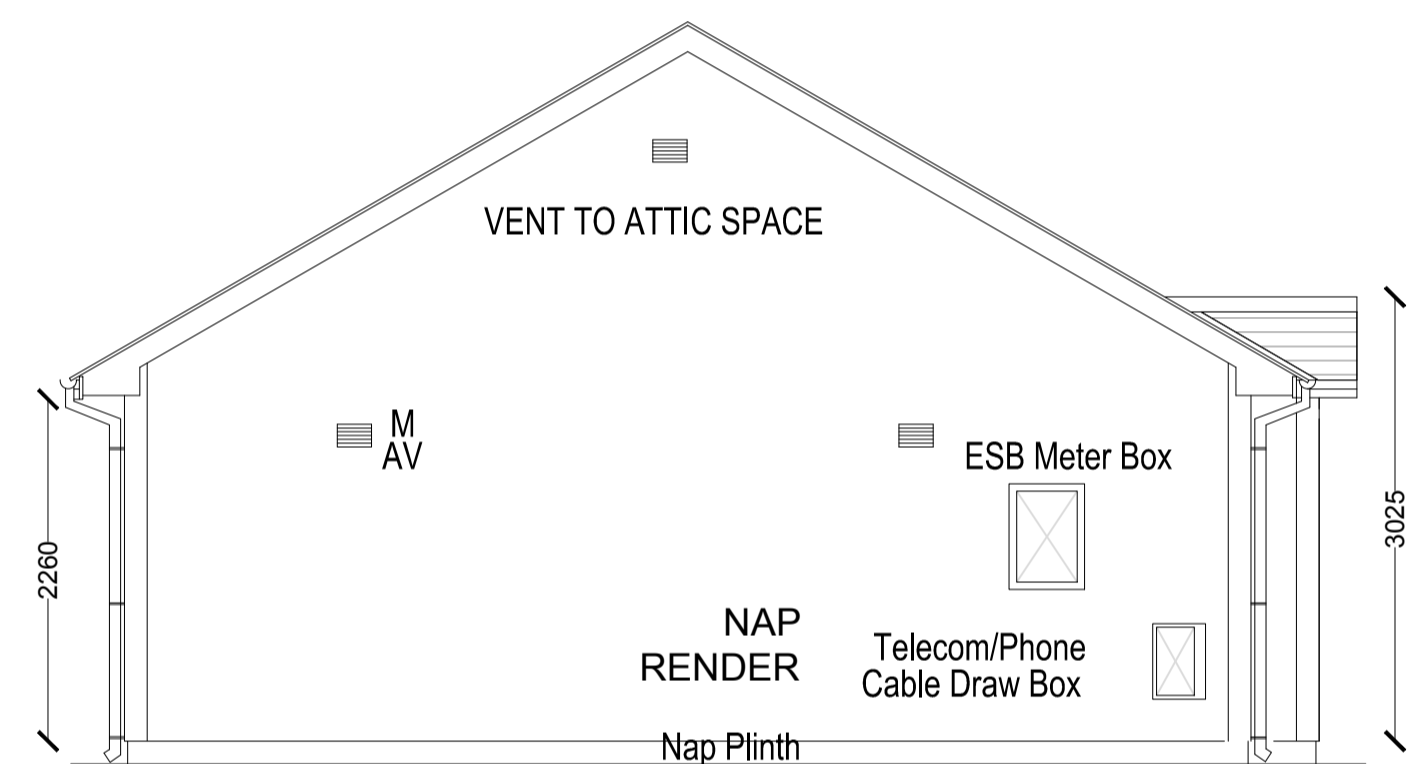 VENT TO ATTIC SPACE
M
AV
ESB Meter Box
2260
3025
NAP
RENDER
Telecom/Phone
Cable Draw Box
Nap Plinth